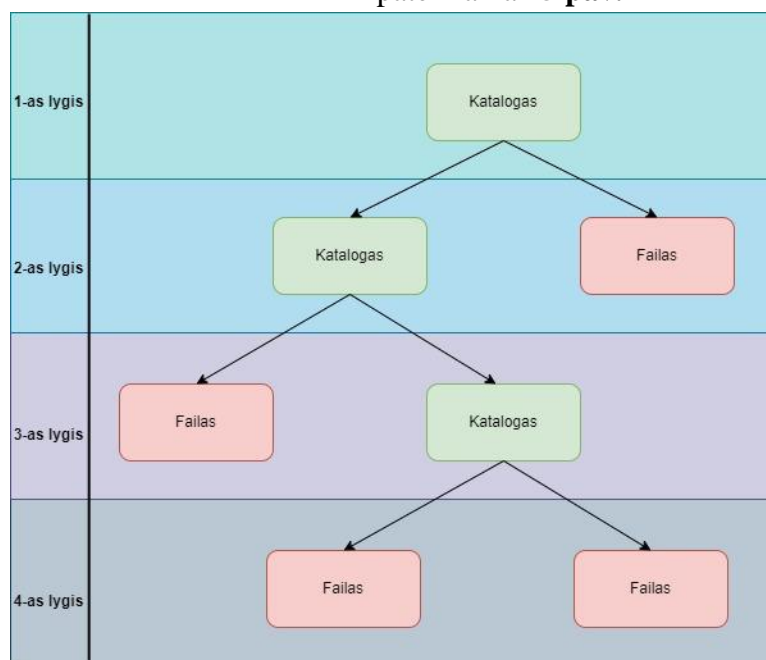 1-as lygis
Katalogas
2-as lygis
Katalogas
Failas
3-as lygis
Failas
Katalogas
4-as lygis
Failas
Failas